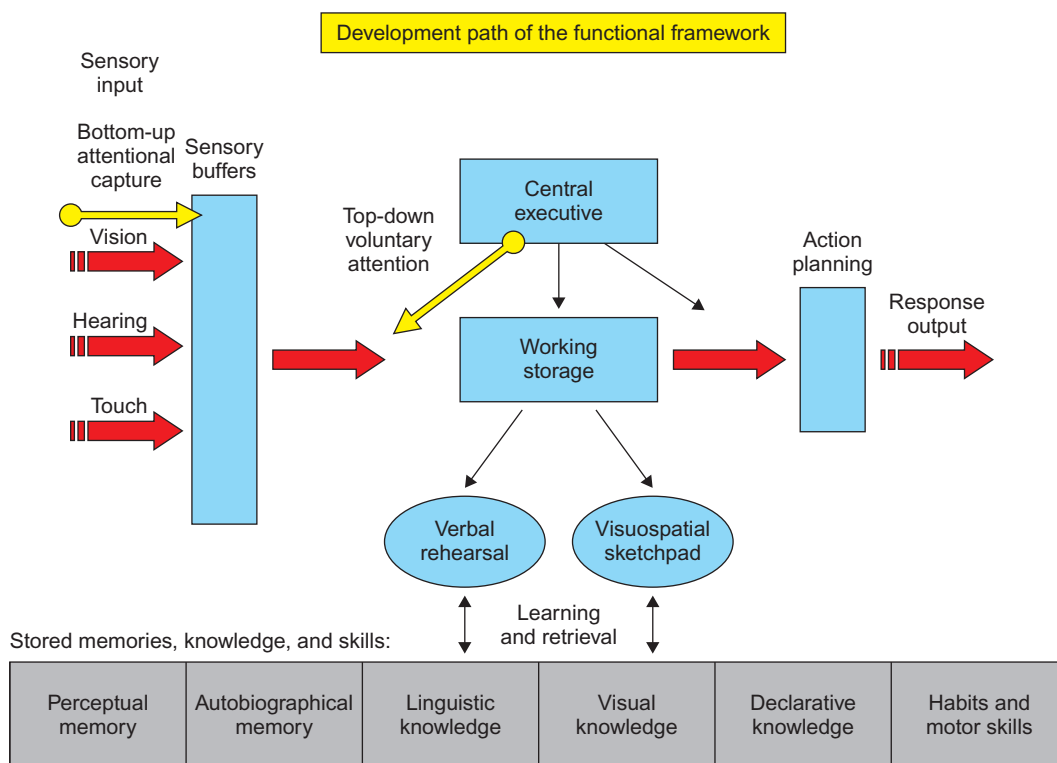 Development path of the functional framework
Sensory
input
Bottom-up
attentional
capture
Sensory
buffers
Vision
Hearing
Touch
Top-down
voluntary
attention
Central
executive
Working
storage
Action
planning
Response
output
Verbal
rehearsal
Visuospatial
sketchpad
Learning
and retrieval
Stored memories, knowledge, and skills:
Perceptual
memory
Autobiographical
memory
Linguistic
knowledge
Visual
knowledge
Declarative
knowledge
Habits and
motor skills